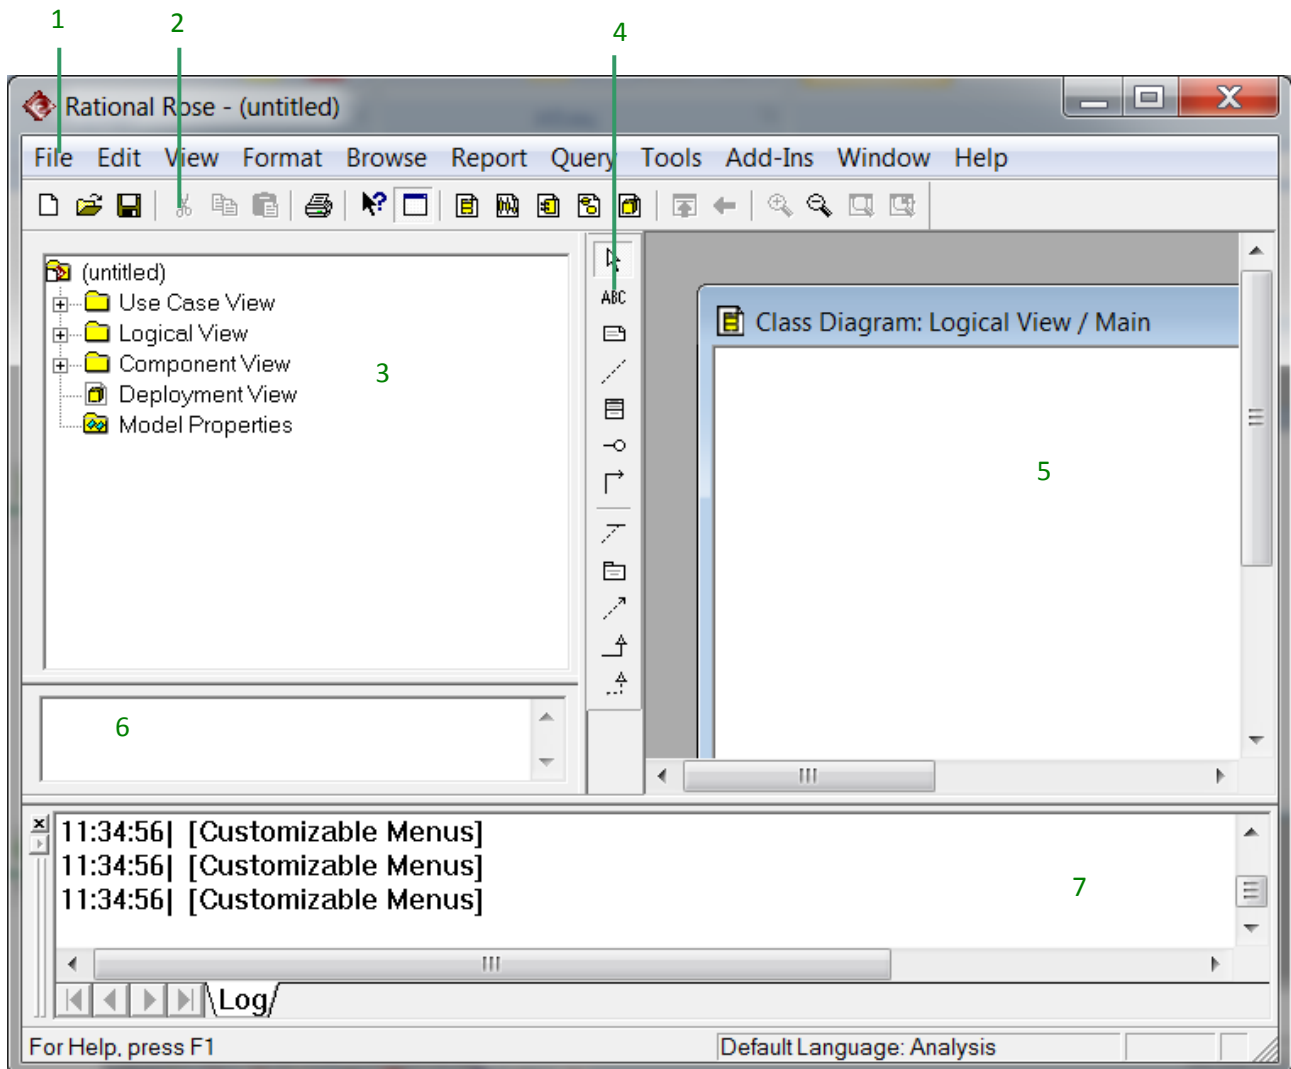 1 2 4
Rational Rose - (untitled)
File Edit View Format Browse Report Query Tools Add-Ins Window Help
(untitled)
Use Case View
Logical View
Component View
Deployment View
Model Properties
3
ABC
Class Diagram: Logical View / Main
5
6
11:34:56| [Customizable Menus]
11:34:56| [Customizable Menus]
11:34:56| [Customizable Menus]
7
\Log/
For Help, press F1
Default Language: Analysis